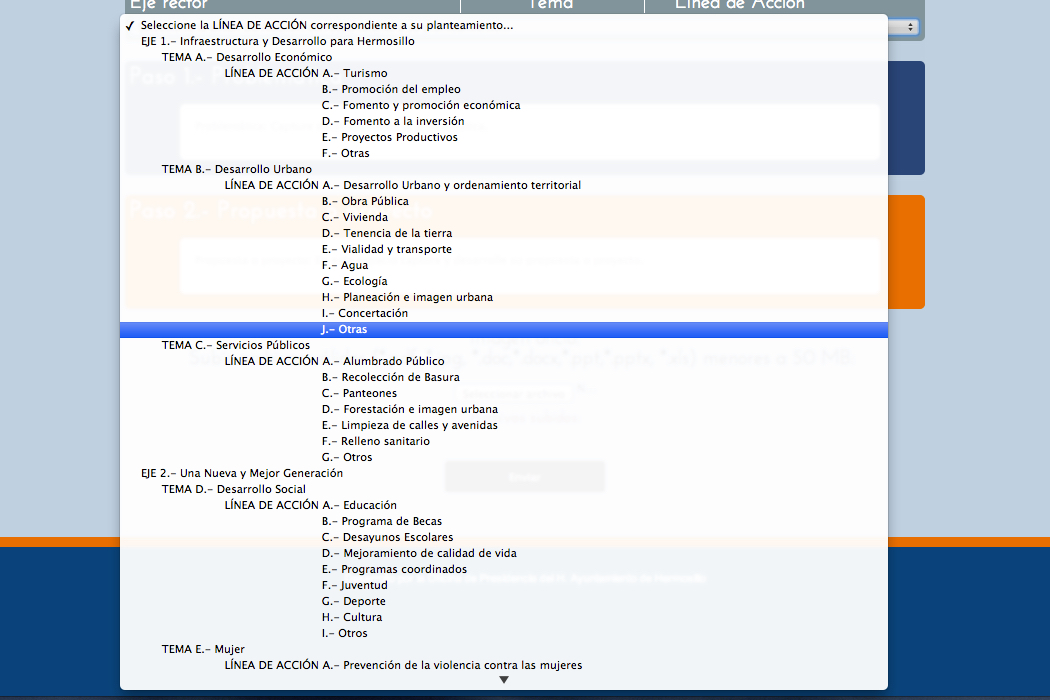 Eje rector Tema Línea de Acción
✓ Seleccione la LÍNEA DE ACCIÓN correspondiente a su planteamiento...
EJE 1.- Infraestructura y Desarrollo para Hermosillo
TEMA A.- Desarrollo Económico
LÍNEA DE ACCIÓN A.- Turismo
B.- Promoción del empleo
C.- Fomento y promoción económica
D.- Fomento a la inversión
E.- Proyectos Productivos
F.- Otras
TEMA B.- Desarrollo Urbano
LÍNEA DE ACCIÓN A.- Desarrollo Urbano y ordenamiento territorial
B.- Obra Pública
C.- Vivienda
D.- Tenencia de la tierra
E.- Vialidad y transporte
F.- Agua
G.- Ecología
H.- Planeación e imagen urbana
I.- Concertación
J.- Otras
TEMA C.- Servicios Públicos
LÍNEA DE ACCIÓN A.- Alumbrado Público
B.- Recolección de Basura
C.- Panteones
D.- Forestación e imagen urbana
E.- Limpieza de calles y avenidas
F.- Relleno sanitario
G.- Otros
EJE 2.- Una Nueva y Mejor Generación
TEMA D.- Desarrollo Social
LÍNEA DE ACCIÓN A.- Educación
B.- Programa de Becas
C.- Desayunos Escolares
D.- Mejoramiento de calidad de vida
E.- Programas coordinados
F.- Juventud
G.- Deporte
H.- Cultura
I.- Otros
TEMA E.- Mujer
LÍNEA DE ACCIÓN A.- Prevención de la violencia contra las mujeres